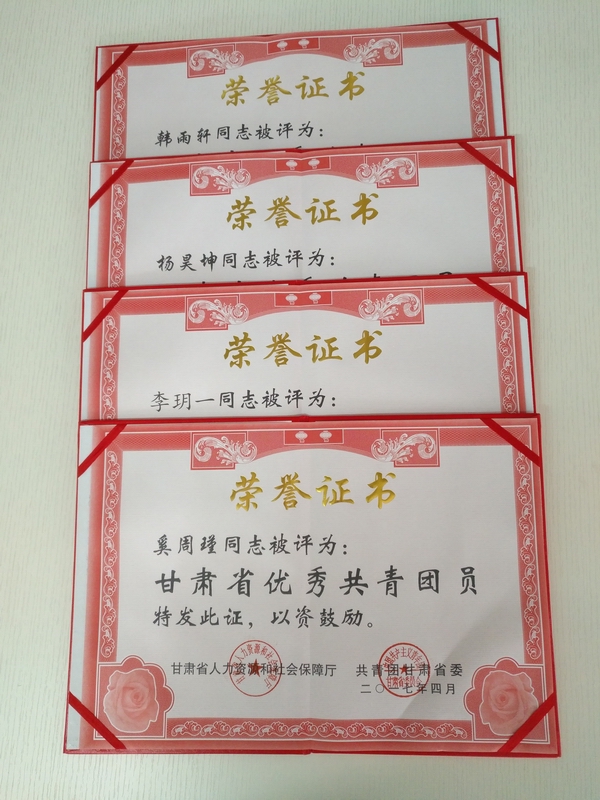 荣誉证书
韩雨轩同志被评为：
荣誉证书
杨昊坤同志被评为：
荣誉证书
李玥一同志被评为：
荣誉证书
奚周瑾同志被评为：
甘肃省优秀共青团员
特发此证，以资鼓励。
甘肃省人力资源和社会保障厅 共青团甘肃省委
二〇一七年四月